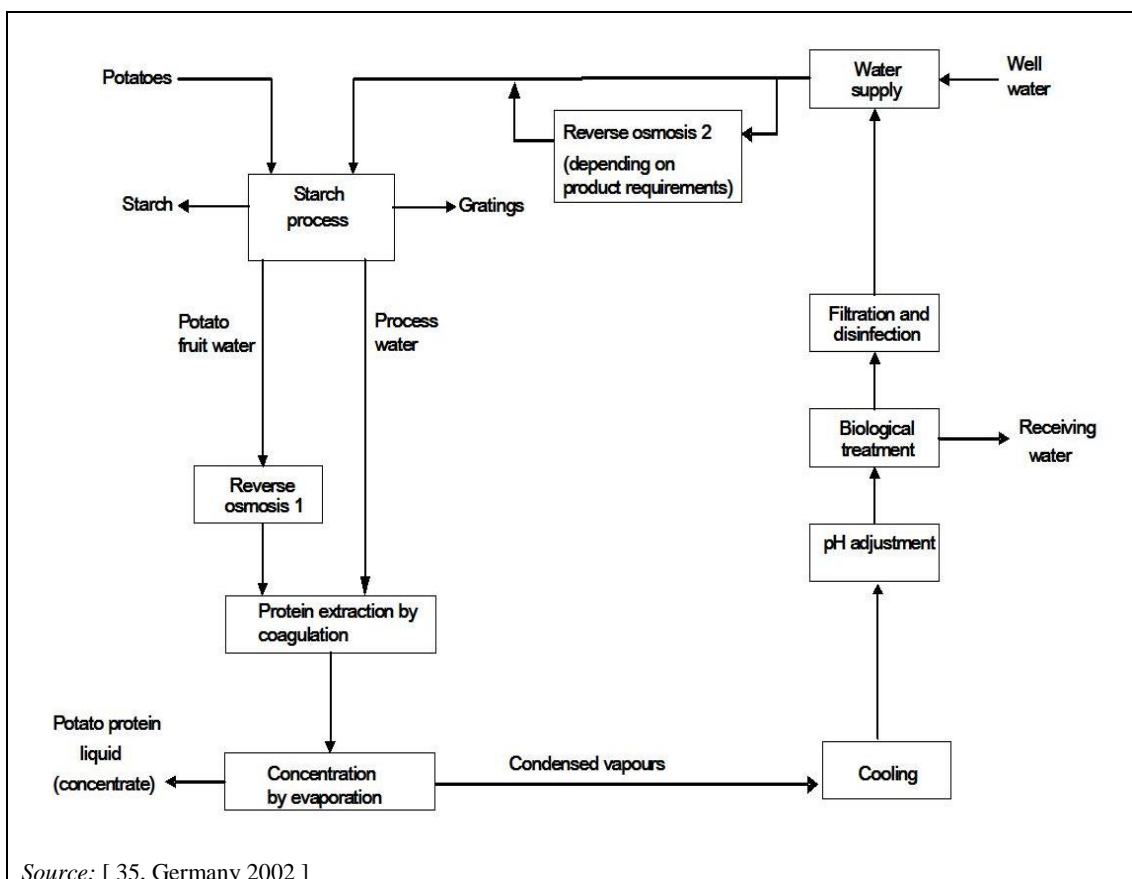 Potatoes
Water
supply
Well
water
Reverse osmosis 2
(depending on
product requirements)
Starch
Starch
process
Gratings
Potato
fruit water
Process
water
Filtration and
disinfection
Biological
treatment
Receiving
water
Reverse
osmosis 1
pH adjustment
Protein extraction by
coagulation
Potato protein
liquid
(concentrate)
Concentration
by evaporation
Condensed vapours
Cooling
Source: [ 35, Germany 2002 ]